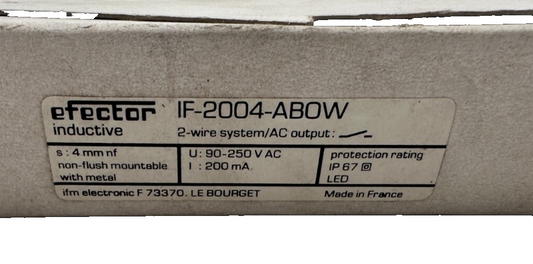 efector IF-2004-ABOW
inductive 2-wire system/AC output:
s : 4 mm nf
non-flush mountable
with metal
U : 90-250 V AC
I : 200 mA.
protection rating
IP 67
LED
ifm electronic F 73370. LE BOURGET Made in France